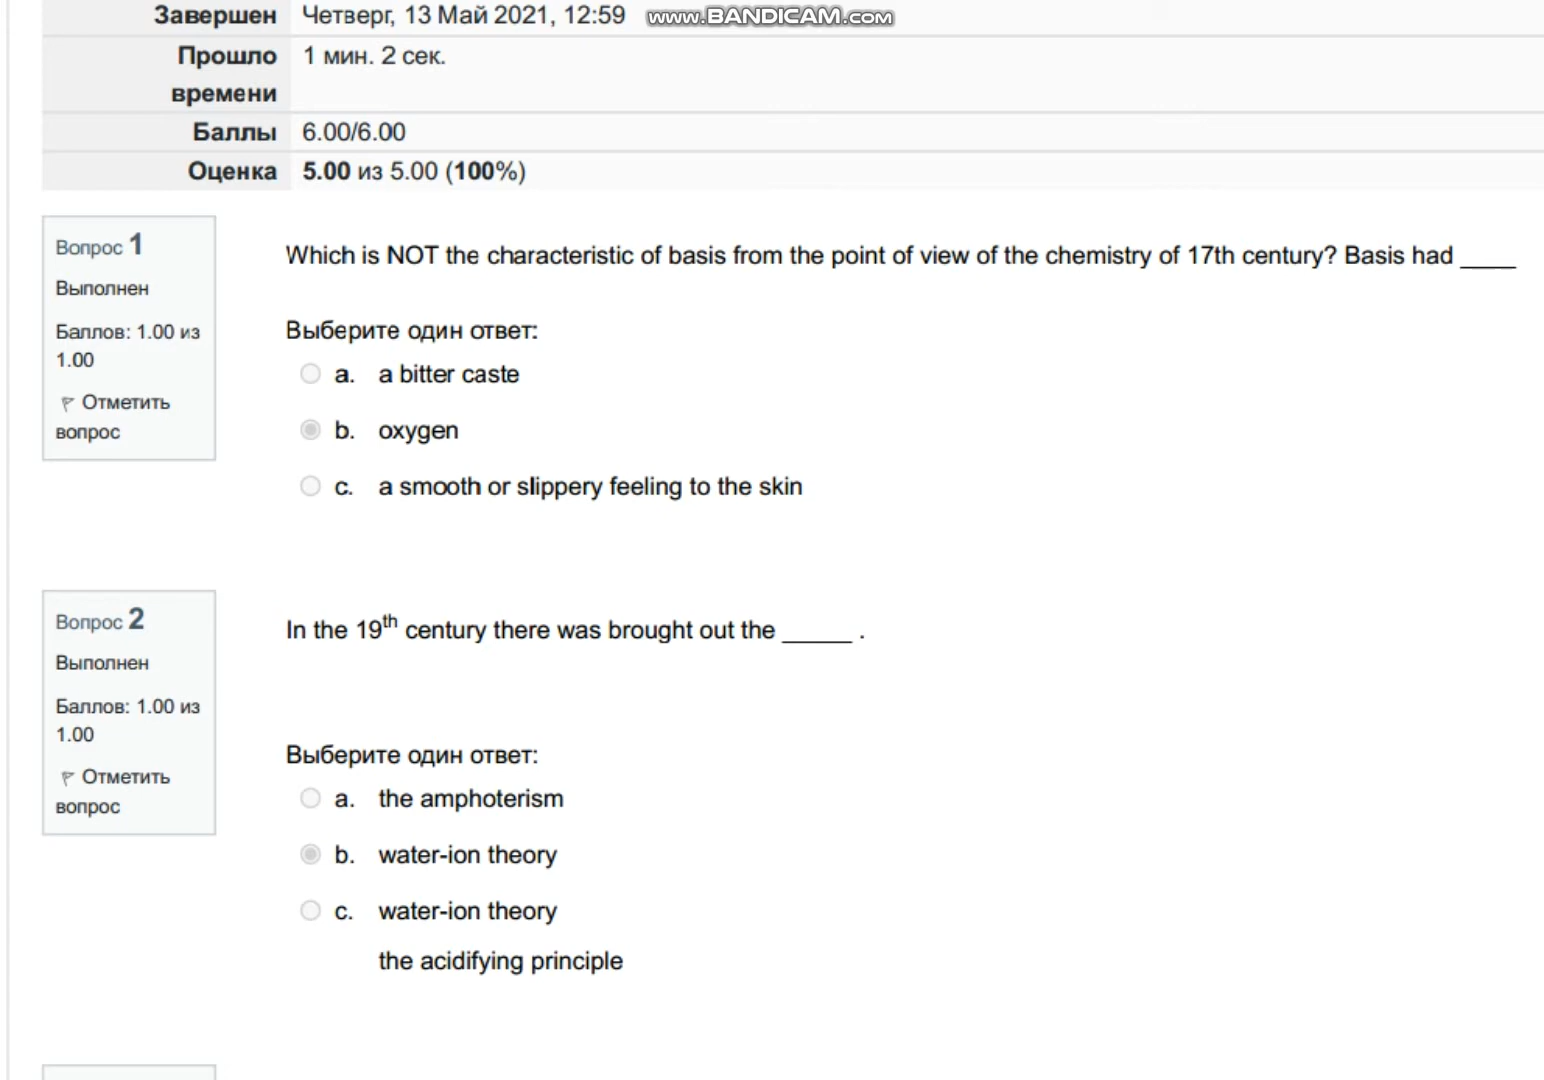 Завершен Четверг, 13 Май 2021, 12:59 www.BANDICAM.com
Прошло 1 мин. 2 сек.
времени
Баллы 6.00/6.00
Оценка 5.00 из 5.00 (100%)
Вопрос 1
Выполнен
Баллов: 1.00 из
1.00
Отметить
вопрос
Which is NOT the characteristic of basis from the point of view of the chemistry of 17th century? Basis had ____
Выберите один ответ:
a. a bitter caste
b. oxygen
c. a smooth or slippery feeling to the skin
Вопрос 2
Выполнен
Баллов: 1.00 из
1.00
Отметить
вопрос
In the 19th century there was brought out the _____ .
Выберите один ответ:
a. the amphoterism
b. water-ion theory
c. water-ion theory
the acidifying principle